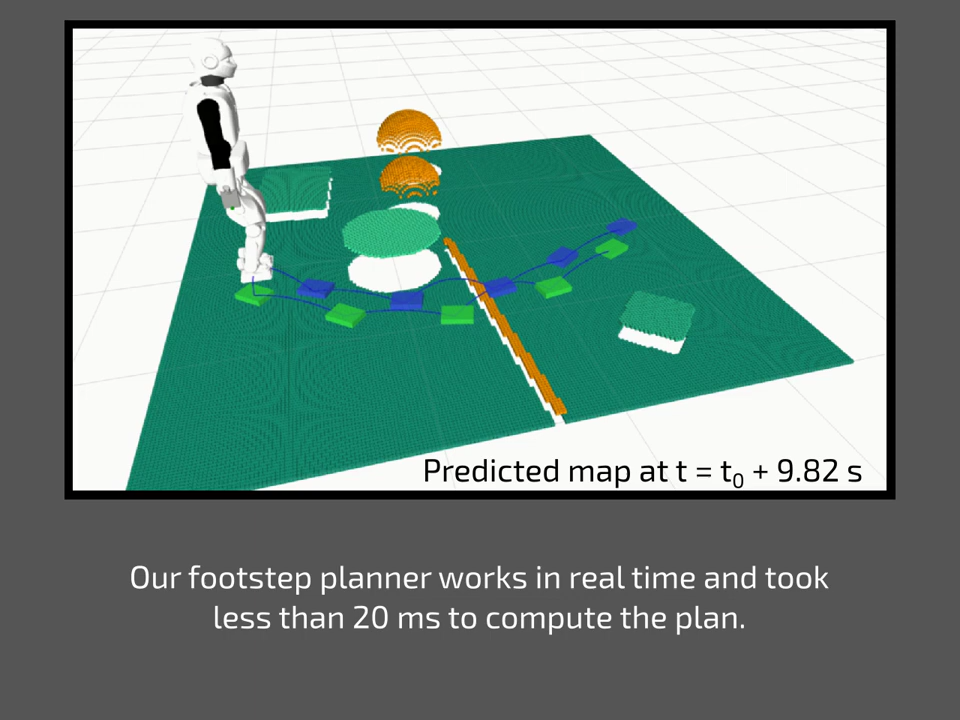 Predicted map at t = t₀ + 9.82 s
Our footstep planner works in real time and took
less than 20 ms to compute the plan.